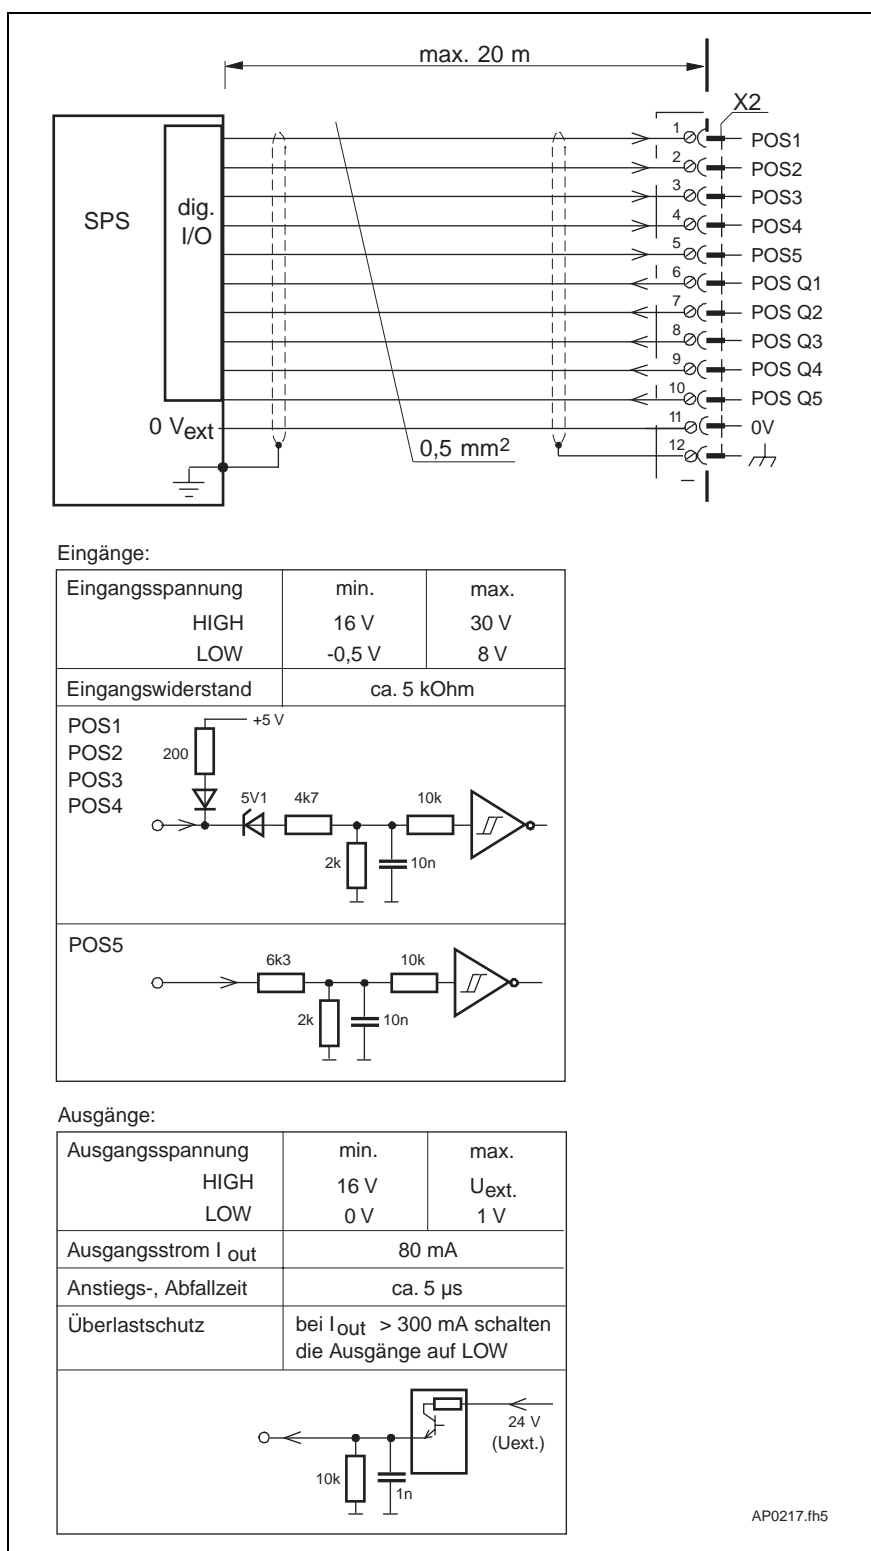 max. 20 m
X2
SPS
dig.
I/O
1 POS1
2 POS2
3 POS3
4 POS4
5 POS5
6 POS Q1
7 POS Q2
8 POS Q3
9 POS Q4
10 POS Q5
0 Vext 11 0V
0,5 mm2 12
Eingänge:
Eingangsspannung min. max.
HIGH 16 V 30 V
LOW -0,5 V 8 V
Eingangswiderstand ca. 5 kOhm
POS1 +5 V
POS2 200
POS3
POS4 5V1 4k7 10k
2k 10n
POS5
6k3 10k
2k 10n
Ausgänge:
Ausgangsspannung min. max.
HIGH 16 V Uext.
LOW 0 V 1 V
Ausgangsstrom I out 80 mA
Anstiegs-, Abfallzeit ca. 5 µs
Überlastschutz bei Iout > 300 mA schalten
die Ausgänge auf LOW
24 V
(Uext.)
10k 1n
AP0217.fh5